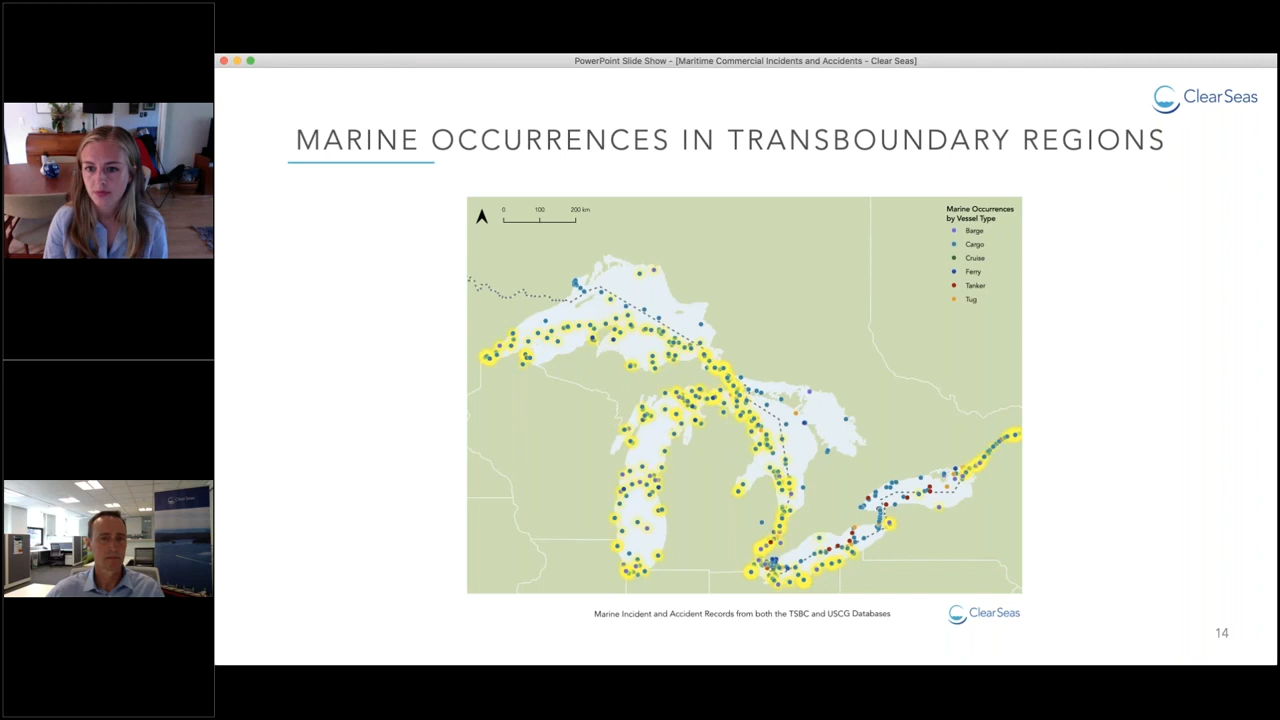 PowerPoint Slide Show - [Maritime Commercial Incidents and Accidents - Clear Seas]
ClearSeas
MARINE OCCURRENCES IN TRANSBOUNDARY REGIONS
0 100 200 km
Marine Occurrences
by Vessel Type
Barge
Cargo
Cruise
Ferry
Tanker
Tug
Marine Incident and Accident Records from both the TSBC and USCG Databases
ClearSeas
14